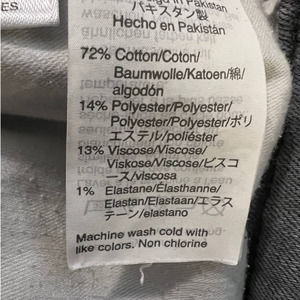 ES
in Pakistan
パキスタン製
Hecho en Pakistán
72% Cotton/Coton/
Baumwolle/Katoen/綿/
algodón
14% Polyester/Polyester/
Polyester/Polyester/ポリ
エステル/poliéster
13% Viscose/Viscose/
Viskose/Viscose/ビスコ
ース/viscosa
1% Elastane/Élasthanne/
Elastan/Elastaan/エラス
テーン/elastano
Machine wash cold with
like colors. Non chlorine